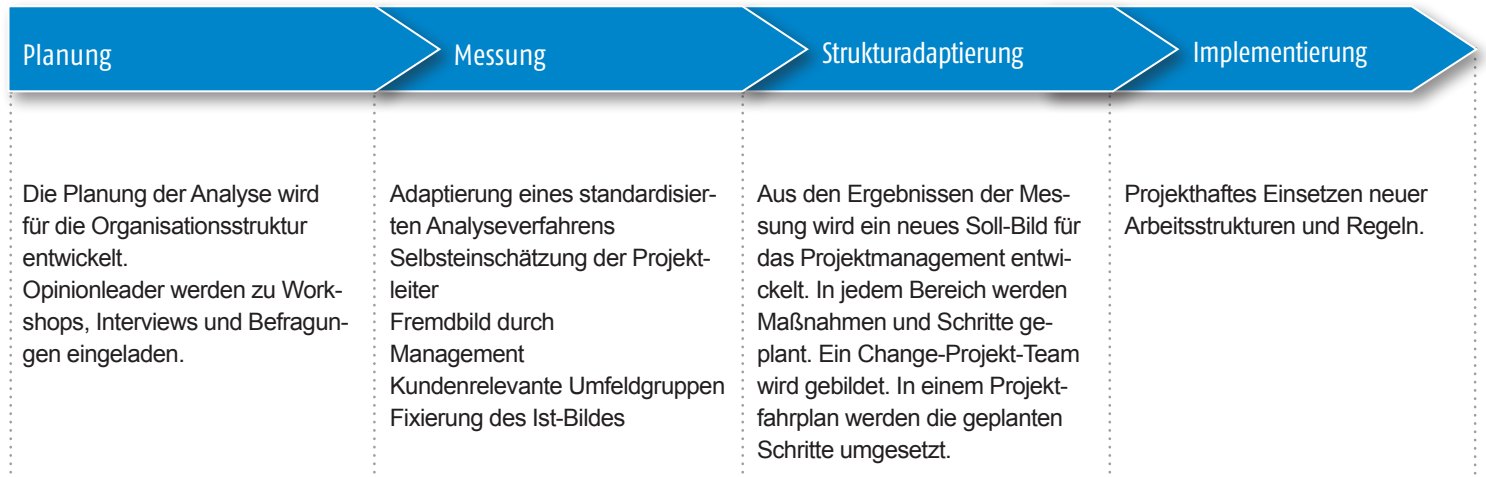 Planung
Messung
Strukturadaptierung
Implementierung
Die Planung der Analyse wird
für die Organisationsstruktur
entwickelt.
Opinionleader werden zu Work-
shops, Interviews und Befragun-
gen eingeladen.
Adaptierung eines standardisier-
ten Analyseverfahrens
Selbsteinschätzung der Projekt-
leiter
Fremdbild durch
Management
Kundenrelevante Umfeldgruppen
Fixierung des Ist-Bildes
Aus den Ergebnissen der Mes-
sung wird ein neues Soll-Bild für
das Projektmanagement entwi-
ckelt. In jedem Bereich werden
Maßnahmen und Schritte ge-
plant. Ein Change-Projekt-Team
wird gebildet. In einem Projekt-
fahrplan werden die geplanten
Schritte umgesetzt.
Projekthaftes Einsetzen neuer
Arbeitsstrukturen und Regeln.